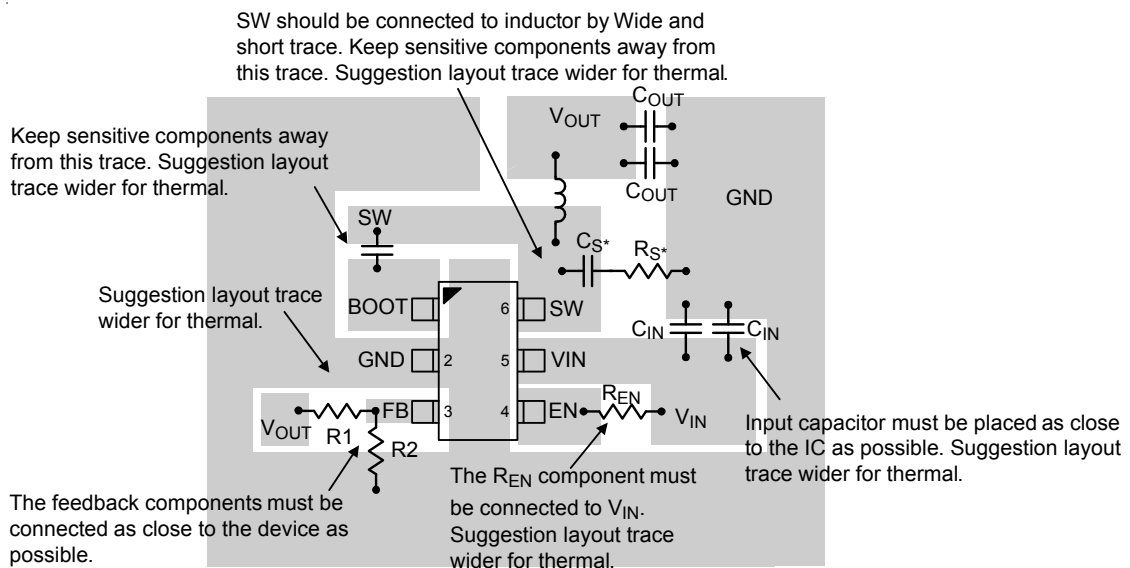 SW should be connected to inductor by Wide and
short trace. Keep sensitive components away from
this trace. Suggestion layout trace wider for thermal.
Keep sensitive components away
from this trace. Suggestion layout
trace wider for thermal.
COUT
VOUT
COUT
GND
SW
CS*
RS*
Suggestion layout trace
wider for thermal.
BOOT
6
SW
CIN
CIN
GND
2
5
VIN
REN
FB
3
4
EN
VIN
VOUT
R1
R2
Input capacitor must be placed as close
to the IC as possible. Suggestion layout
trace wider for thermal.
The feedback components must be
connected as close to the device as
possible.
The REN component must
be connected to VIN.
Suggestion layout trace
wider for thermal.